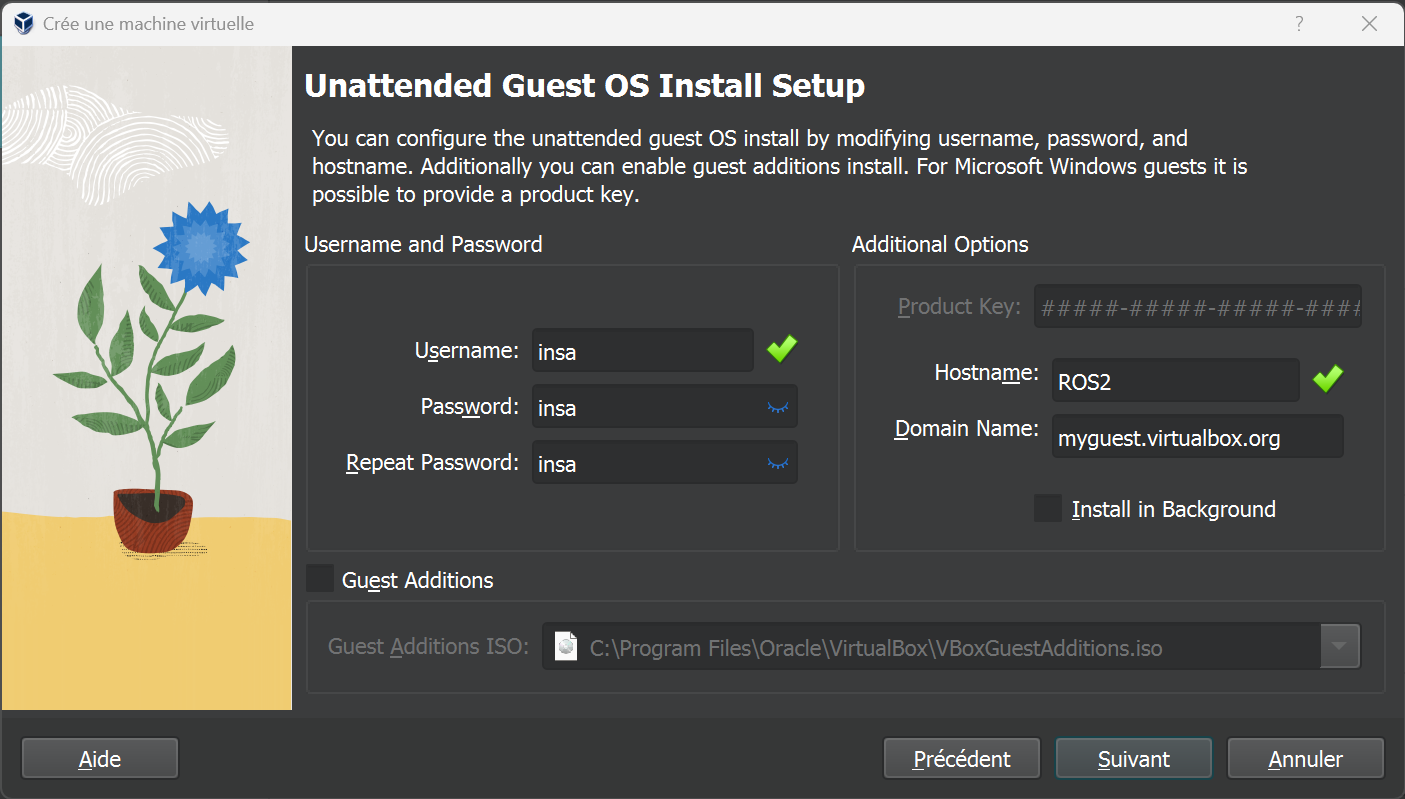 Crée une machine virtuelle
?
Unattended Guest OS Install Setup
You can configure the unattended guest OS install by modifying username, password, and
hostname. Additionally you can enable guest additions install. For Microsoft Windows guests it is
possible to provide a product key.
Username and Password
Username: insa
Password: insa
Repeat Password: insa
Additional Options
Product Key: #####-#####-#####-####
Hostname: ROS2
Domain Name: myguest.virtualbox.org
Install in Background
Guest Additions
Guest Additions ISO: C:\Program Files\Oracle\VirtualBox\VBoxGuestAdditions.iso
Aide
Précédent
Suivant
Annuler